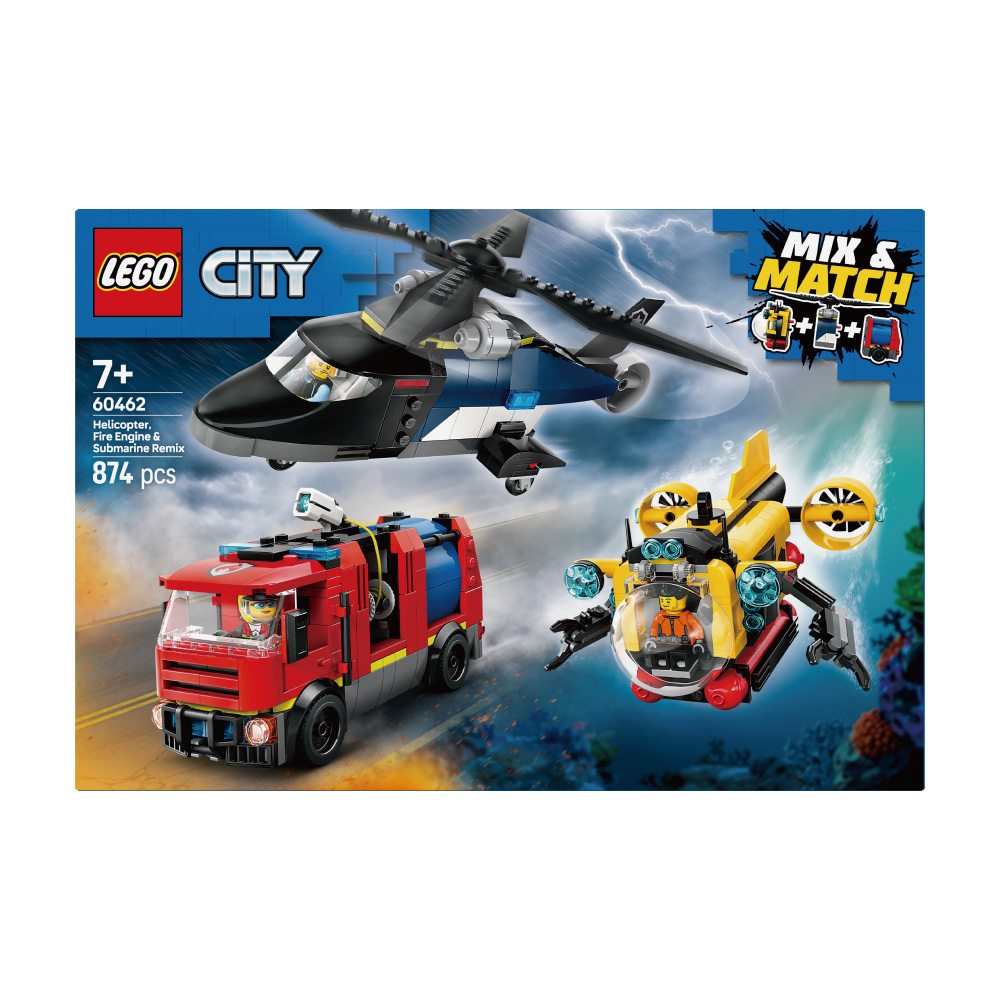 LEGO
CITY
MIX &
MATCH
7+
60462
Helicopter,
Fire Engine &
Submarine Remix
874 pcs